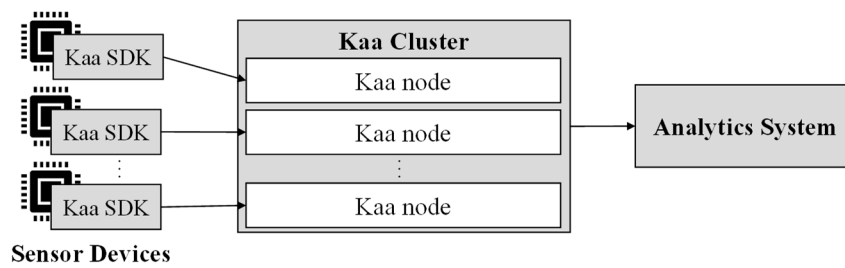 Kaa SDK
Kaa SDK
Kaa SDK
Sensor Devices
Kaa Cluster
Kaa node
Kaa node
Kaa node
Analytics System